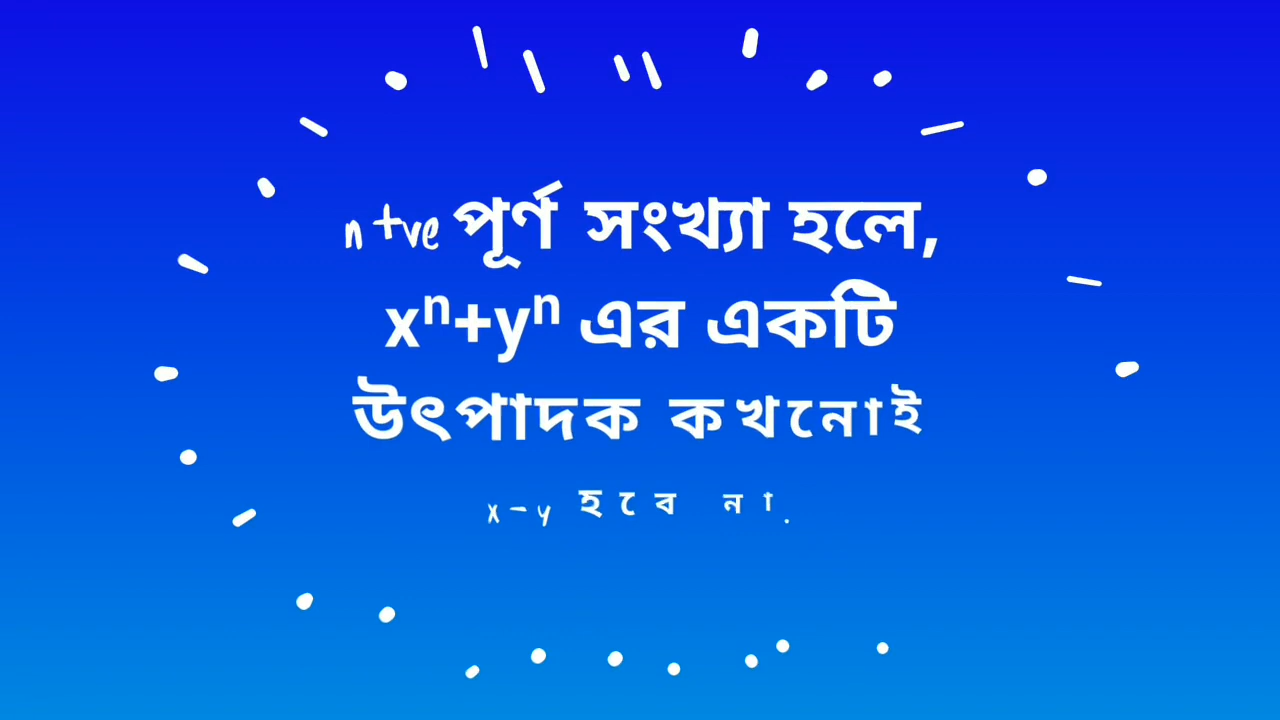 n +ve পূর্ণ সংখ্যা হলে,
xⁿ+yⁿ এর একটি
উৎপাদক কখনোই
x-y হবে না.